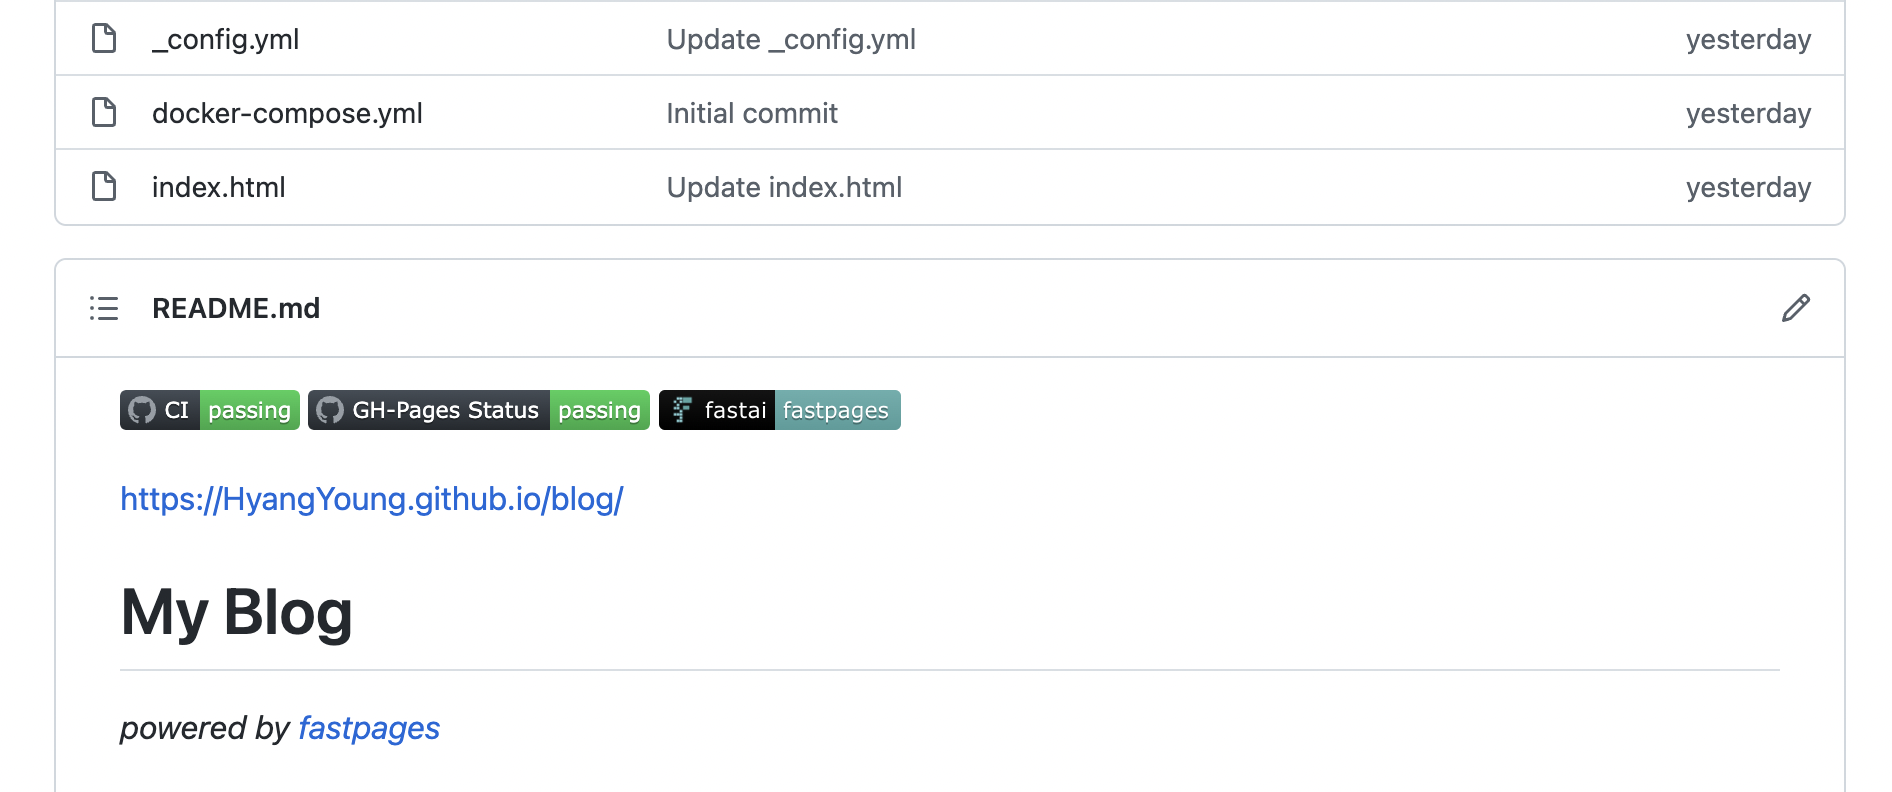 _config.yml Update _config.yml yesterday
docker-compose.yml Initial commit yesterday
index.html Update index.html yesterday
README.md
CI passing GH-Pages Status passing fastai fastpages
https://HyangYoung.github.io/blog/
My Blog
powered by fastpages